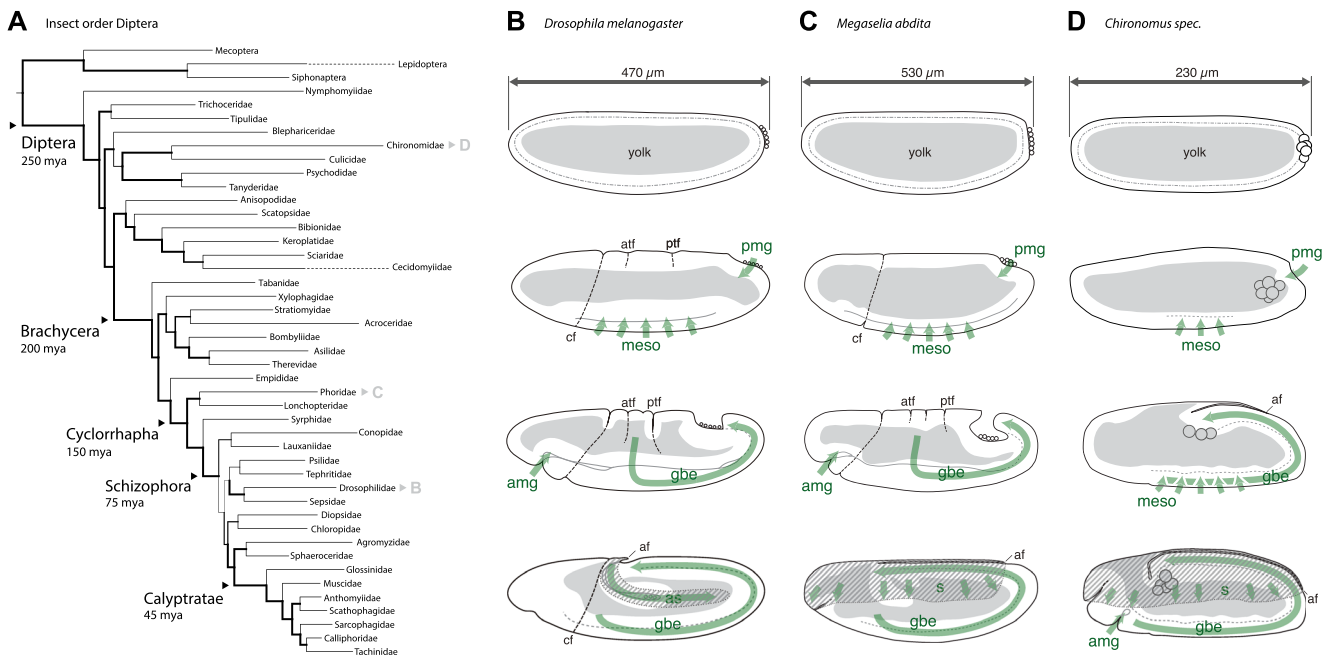 A Insect order Diptera
Mecoptera
Lepidoptera
Siphonaptera
Nymphomyiidae
Trichoceridae
Tipulidae
Diptera
250 mya
Blephariceridae
Chironomidae D
Culicidae
Psychodidae
Tanyderidae
Anisopodidae
Scatopsidae
Bibionidae
Keroplatidae
Sciaridae
Cecidomyiidae
Tabanidae
Xylophagidae
Stratiomyidae
Acroceridae
Brachycera
200 mya
Bombyliidae
Asilidae
Therevidae
Empididae
Phoridae C
Lonchopteridae
Syrphidae
Cyclorrhapha
150 mya
Conopidae
Lauxaniidae
Psilidae
Tephritidae
Schizophora
75 mya
Drosophilidae B
Sepsidae
Diopsidae
Chloropidae
Agromyzidae
Sphaeroceridae
Glossinidae
Calyptratae
45 mya
Muscidae
Anthomyiidae
Scathophagidae
Sarcophagidae
Calliphoridae
Tachinidae
B Drosophila melanogaster
470 µm
yolk
atf ptf pmg
cf meso
atf ptf
amg gbe
af
as
gbe
cf
C Megaselia abdita
530 µm
yolk
pmg
cf meso
atf ptf
amg gbe
af
s
gbe
D Chironomus spec.
230 µm
yolk
pmg
meso
af
meso gbe
s af
amg gbe